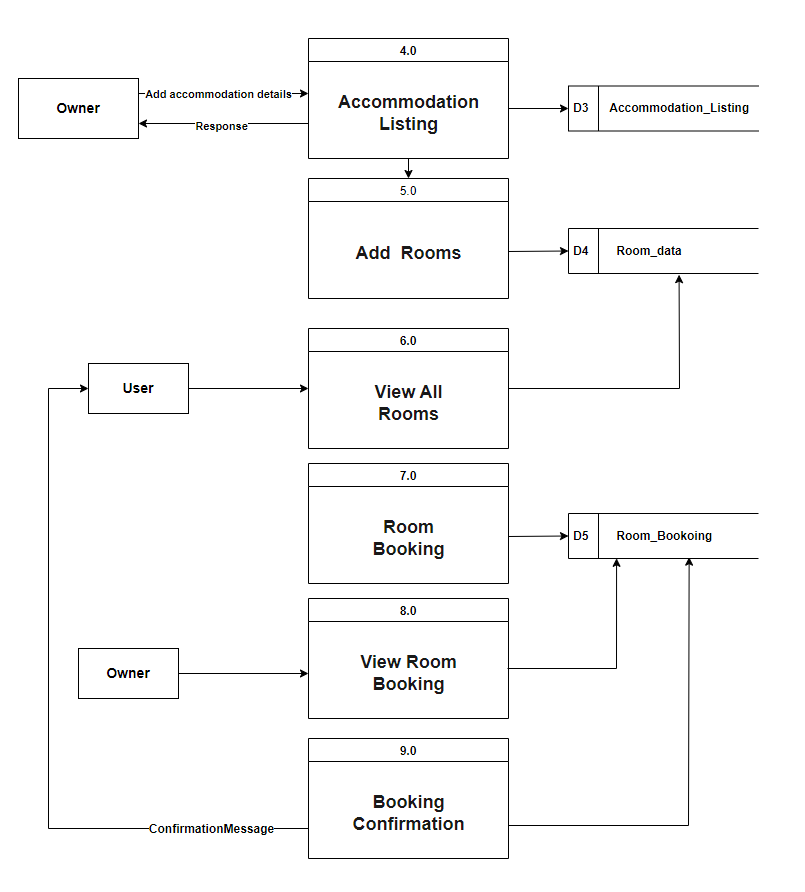 4.0
Owner
Add accommodation details
Response
Accommodation
Listing
D3
Accommodation_Listing
5.0
Add Rooms
D4
Room_data
6.0
User
View All
Rooms
7.0
Room
Booking
D5
Room_Bookoing
8.0
Owner
View Room
Booking
9.0
Booking
Confirmation
ConfirmationMessage